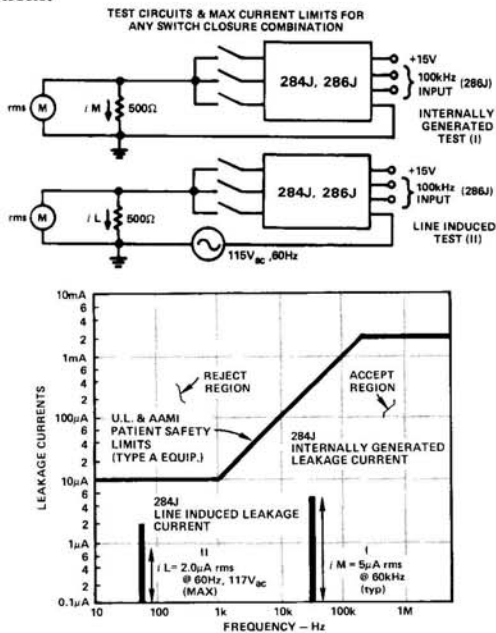 TEST CIRCUITS & MAX CURRENT LIMITS FOR
ANY SWITCH CLOSURE COMBINATION
rms M
i M
500Ω
284J, 286J
+15V
100kHz
INPUT
(286J)
INTERNALLY
GENERATED
TEST (I)
rms M
i L
500Ω
115Vac, 60Hz
284J, 286J
+15V
100kHz
INPUT
(286J)
LINE INDUCED
TEST (II)
LEAKAGE CURRENTS
10mA
6
4
2
1mA
6
4
2
100μA
6
4
2
10μA
6
4
2
1μA
6
4
2
0.1μA
REJECT
REGION
ACCEPT
REGION
U.L. & AAMI
PATIENT SAFETY
LIMITS
(TYPE A EQUIP.)
284J
INTERNALLY GENERATED
LEAKAGE CURRENT
284J
LINE INDUCED LEAKAGE
CURRENT
II
i L = 2.0μA rms
@ 60Hz, 117Vac
(MAX)
I
i M = 5μA rms
@ 60kHz
(typ)
10 100 1k 10k 100k 1M
FREQUENCY – Hz